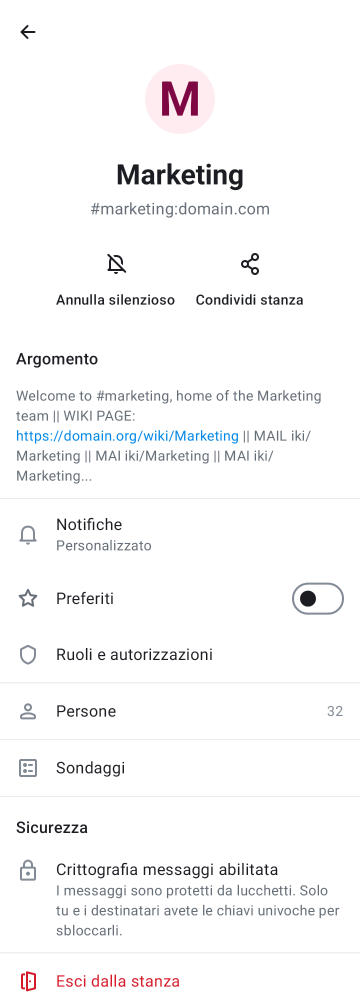 M
Marketing
#marketing:domain.com
Annulla silenzioso
Condividi stanza
Argomento
Welcome to #marketing, home of the Marketing
team || WIKI PAGE:
https://domain.org/wiki/Marketing || MAIL iki/
Marketing || MAI iki/Marketing || MAI iki/
Marketing...
Notifiche
Personalizzato
Preferiti
Ruoli e autorizzazioni
Persone 32
Sondaggi
Sicurezza
Crittografia messaggi abilitata
I messaggi sono protetti da lucchetti. Solo
tu e i destinatari avete le chiavi univoche per
sbloccarli.
Esci dalla stanza